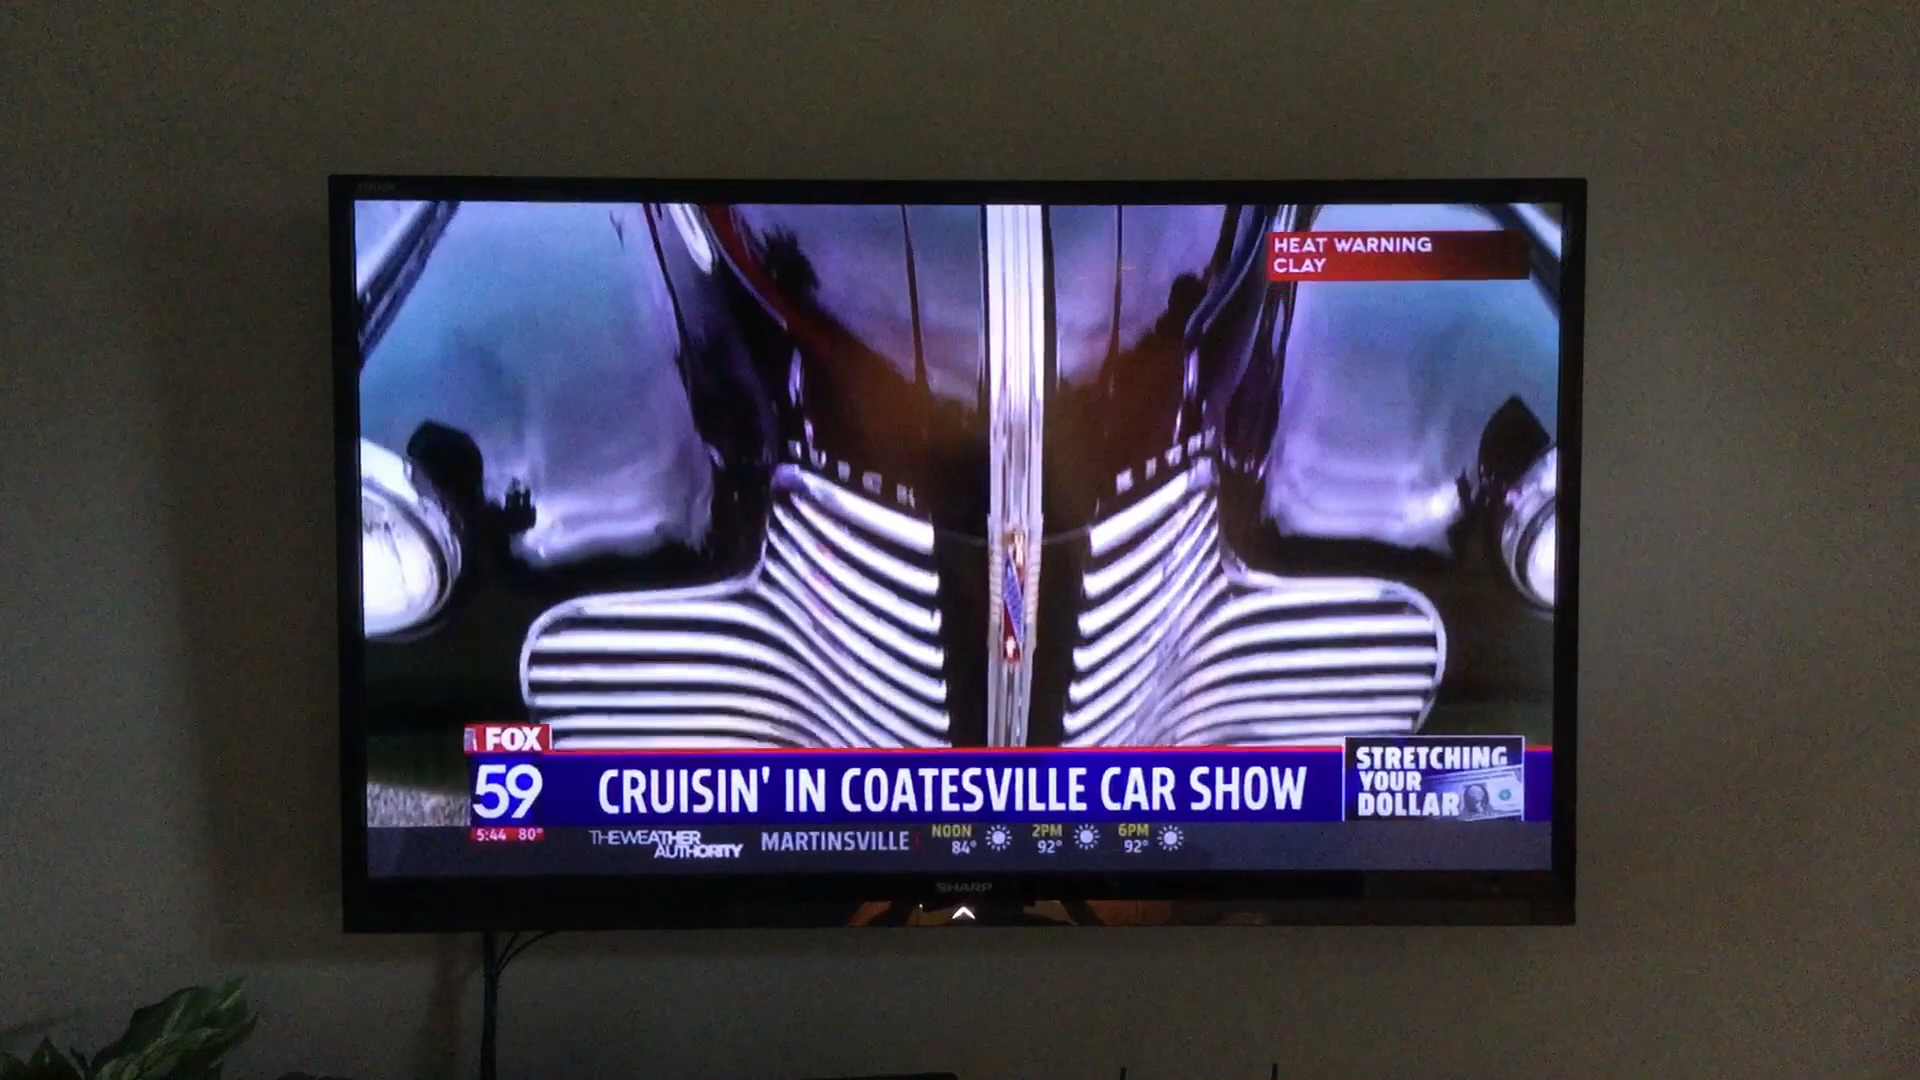 HEAT WARNING
CLAY
FOX
59
CRUISIN' IN COATESVILLE CAR SHOW
STRETCHING
YOUR
DOLLAR
5:44 80°
THE WEATHER
AUTHORITY
MARTINSVILLE
NOON
84°
2PM
92°
6PM
92°
SHARP